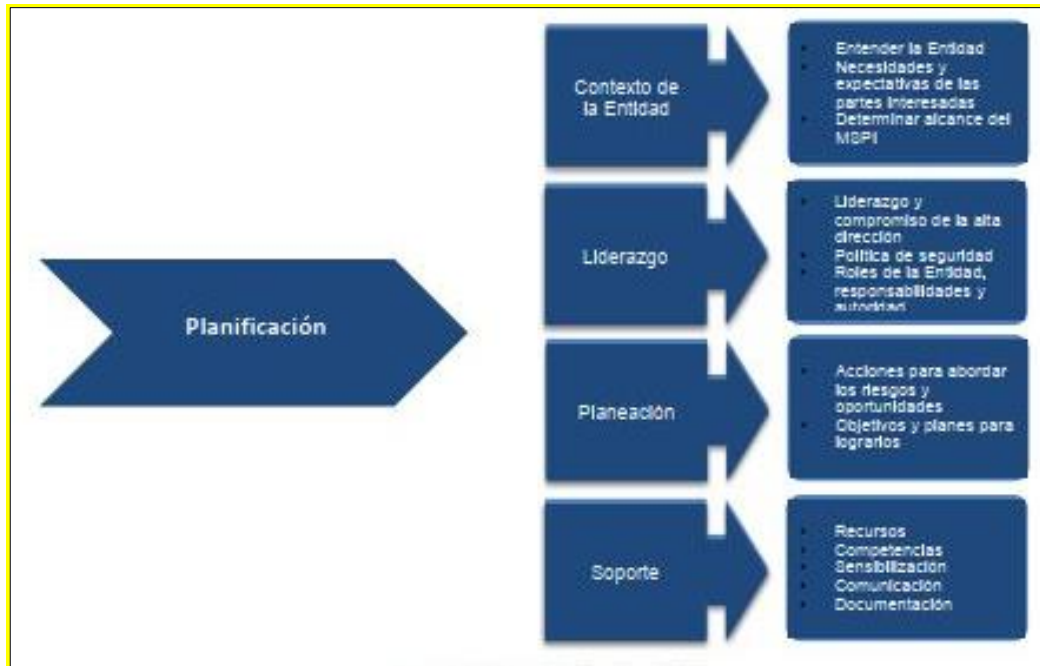 Planificación
Contexto de
la Entidad
Entender la Entidad
Necesidades y
expectativas de las
partes interesadas
Determinar alcance del
MSPI
Liderazgo
Liderazgo y
compromiso de la alta
dirección
Política de seguridad
Roles de la Entidad,
responsabilidades y
autoridad
Planeación
Acciones para abordar
los riesgos y
oportunidades
Objetivos y planes para
lograrlos
Soporte
Recursos
Competencias
Sensibilización
Comunicación
Documentación